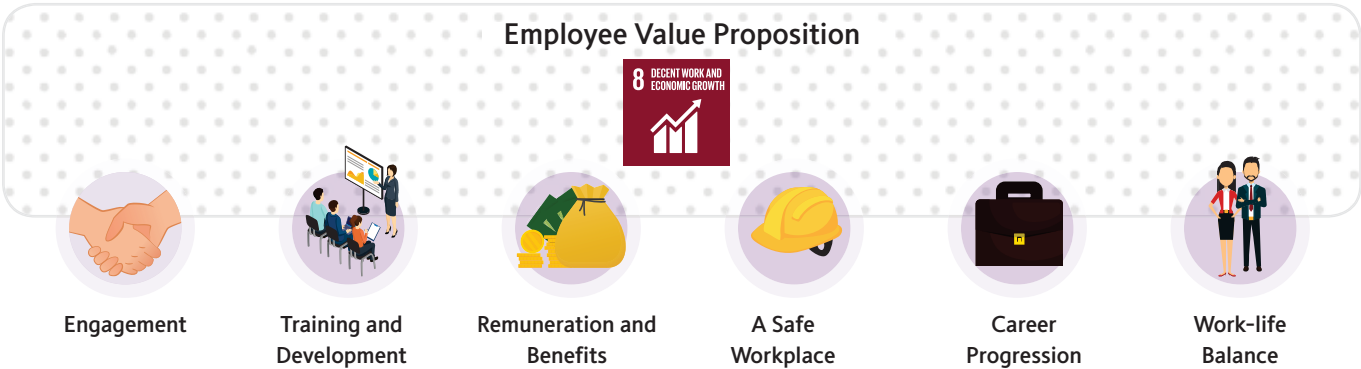 Employee Value Proposition
8 DECENT WORK AND
ECONOMIC GROWTH
Engagement
Training and
Development
Remuneration and
Benefits
A Safe
Workplace
Career
Progression
Work-life
Balance